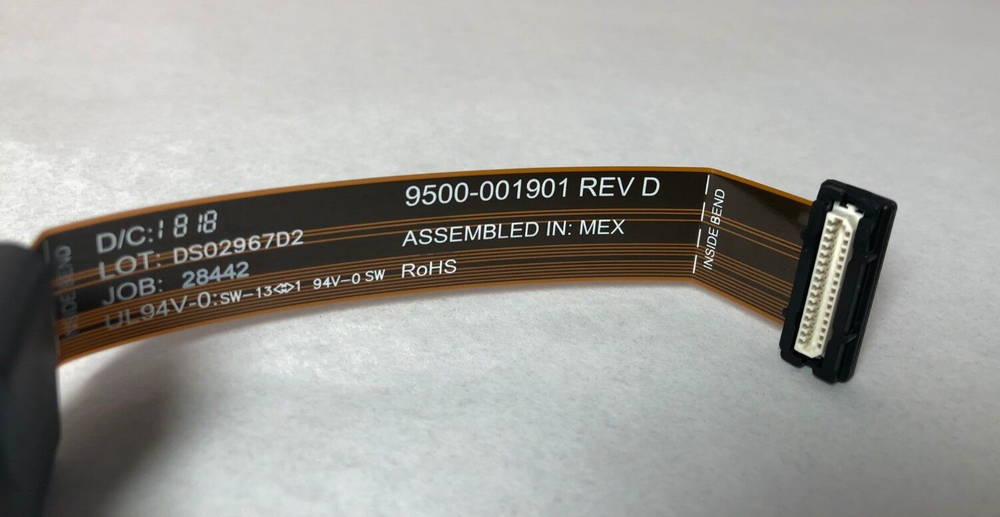 D/C:1818
LOT: DS02967D2
JOB: 28442
UL94V-0:SW-13 1 94V-0 SW
9500-001901 REV D
ASSEMBLED IN: MEX
RoHS
INSIDE BEND
BEND